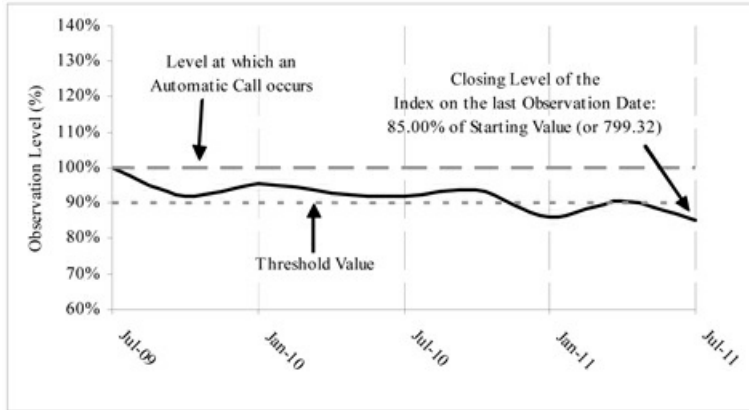 140%
130%
120%
110%
100%
90%
80%
70%
60%
Observation Level (%)
Level at which an
Automatic Call occurs
Closing Level of the
Index on the last Observation Date:
85.00% of Starting Value (or 799.32)
Threshold Value
Jul-09
Jan-10
Jul-10
Jan-11
Jul-11